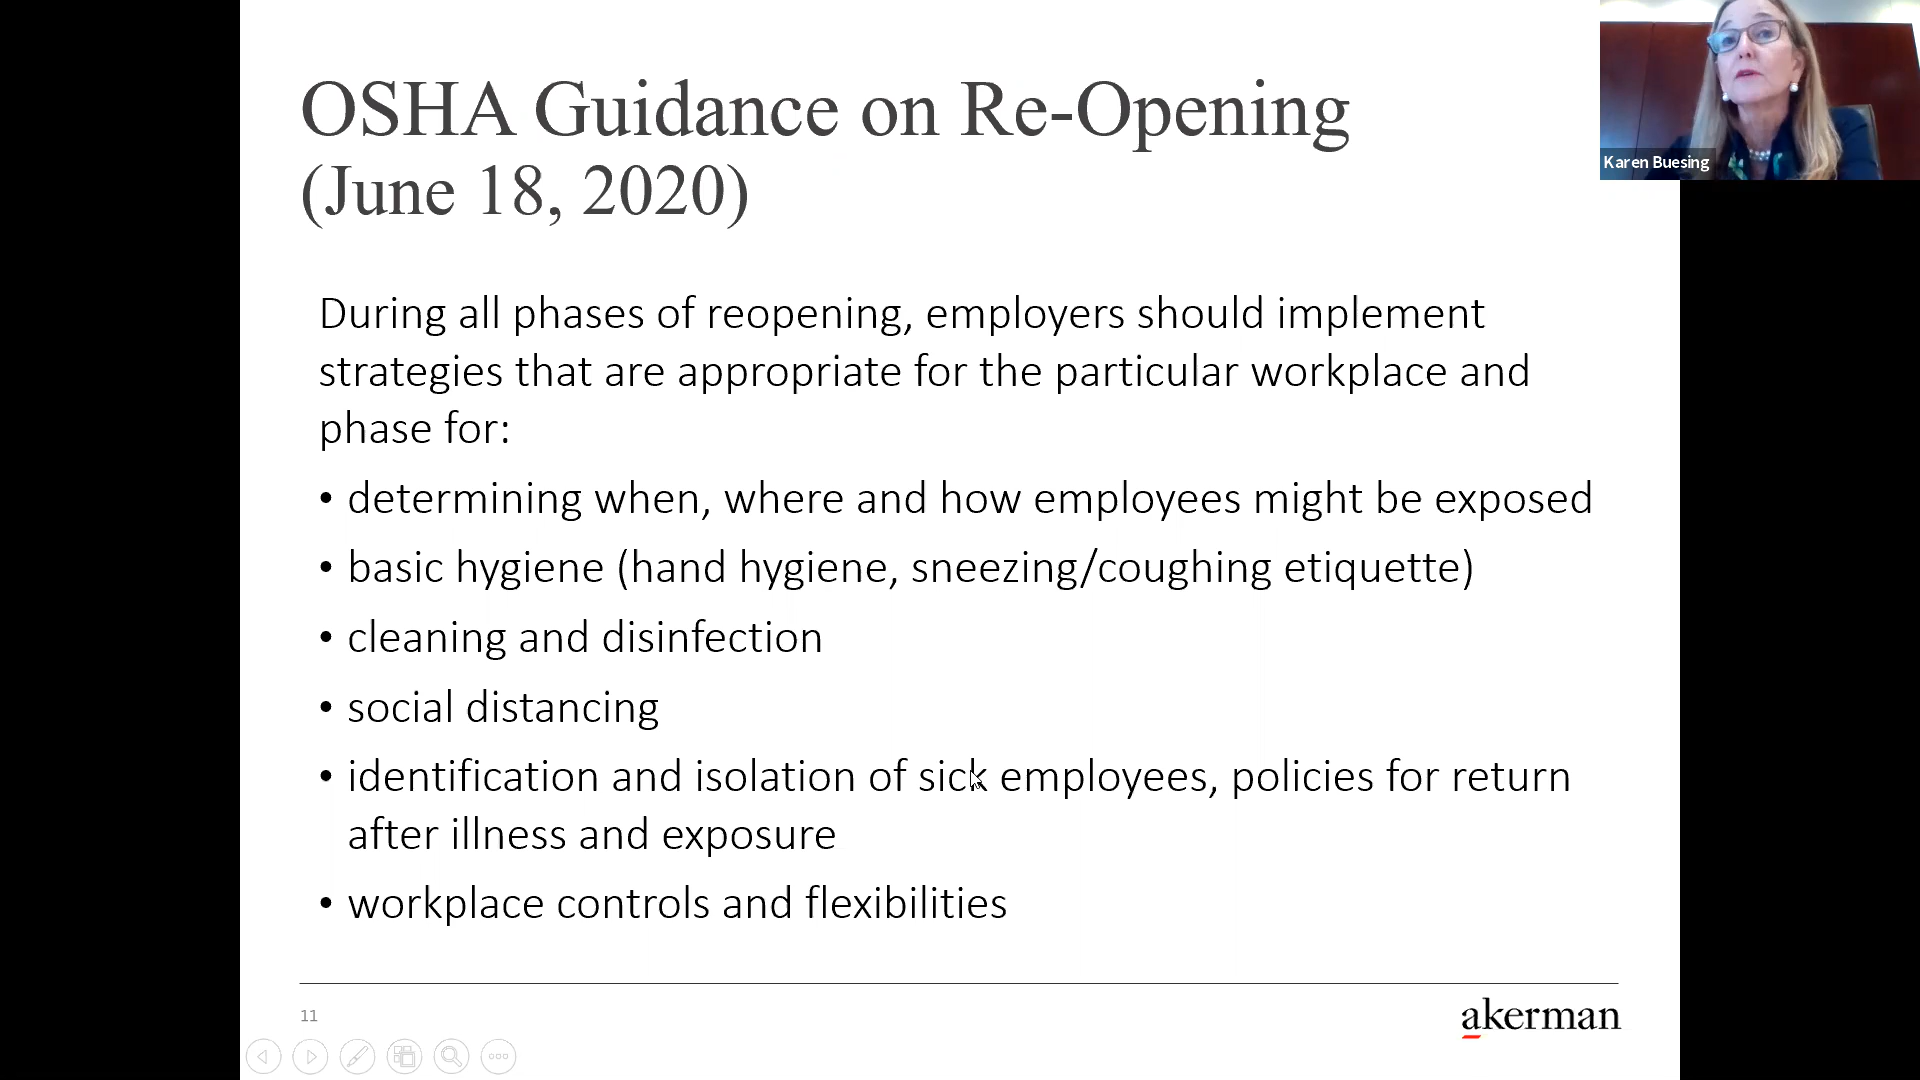 OSHA Guidance on Re-Opening
(June 18, 2020)
Karen Buesing
During all phases of reopening, employers should implement
strategies that are appropriate for the particular workplace and
phase for:
• determining when, where and how employees might be exposed
• basic hygiene (hand hygiene, sneezing/coughing etiquette)
• cleaning and disinfection
• social distancing
• identification and isolation of sick employees, policies for return
after illness and exposure
• workplace controls and flexibilities
11
akerman